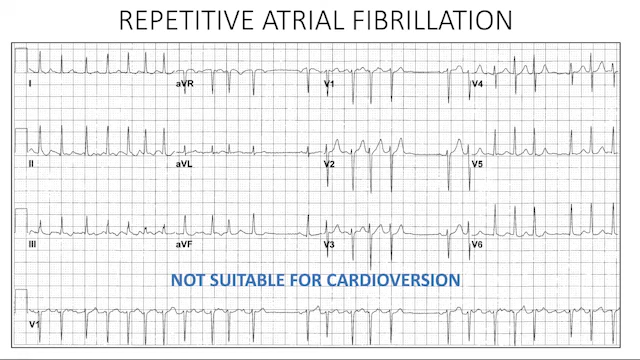 REPETITIVE ATRIAL FIBRILLATION
I aVR V1 V4
II aVL V2 V5
III aVF V3 V6
NOT SUITABLE FOR CARDIOVERSION
V1